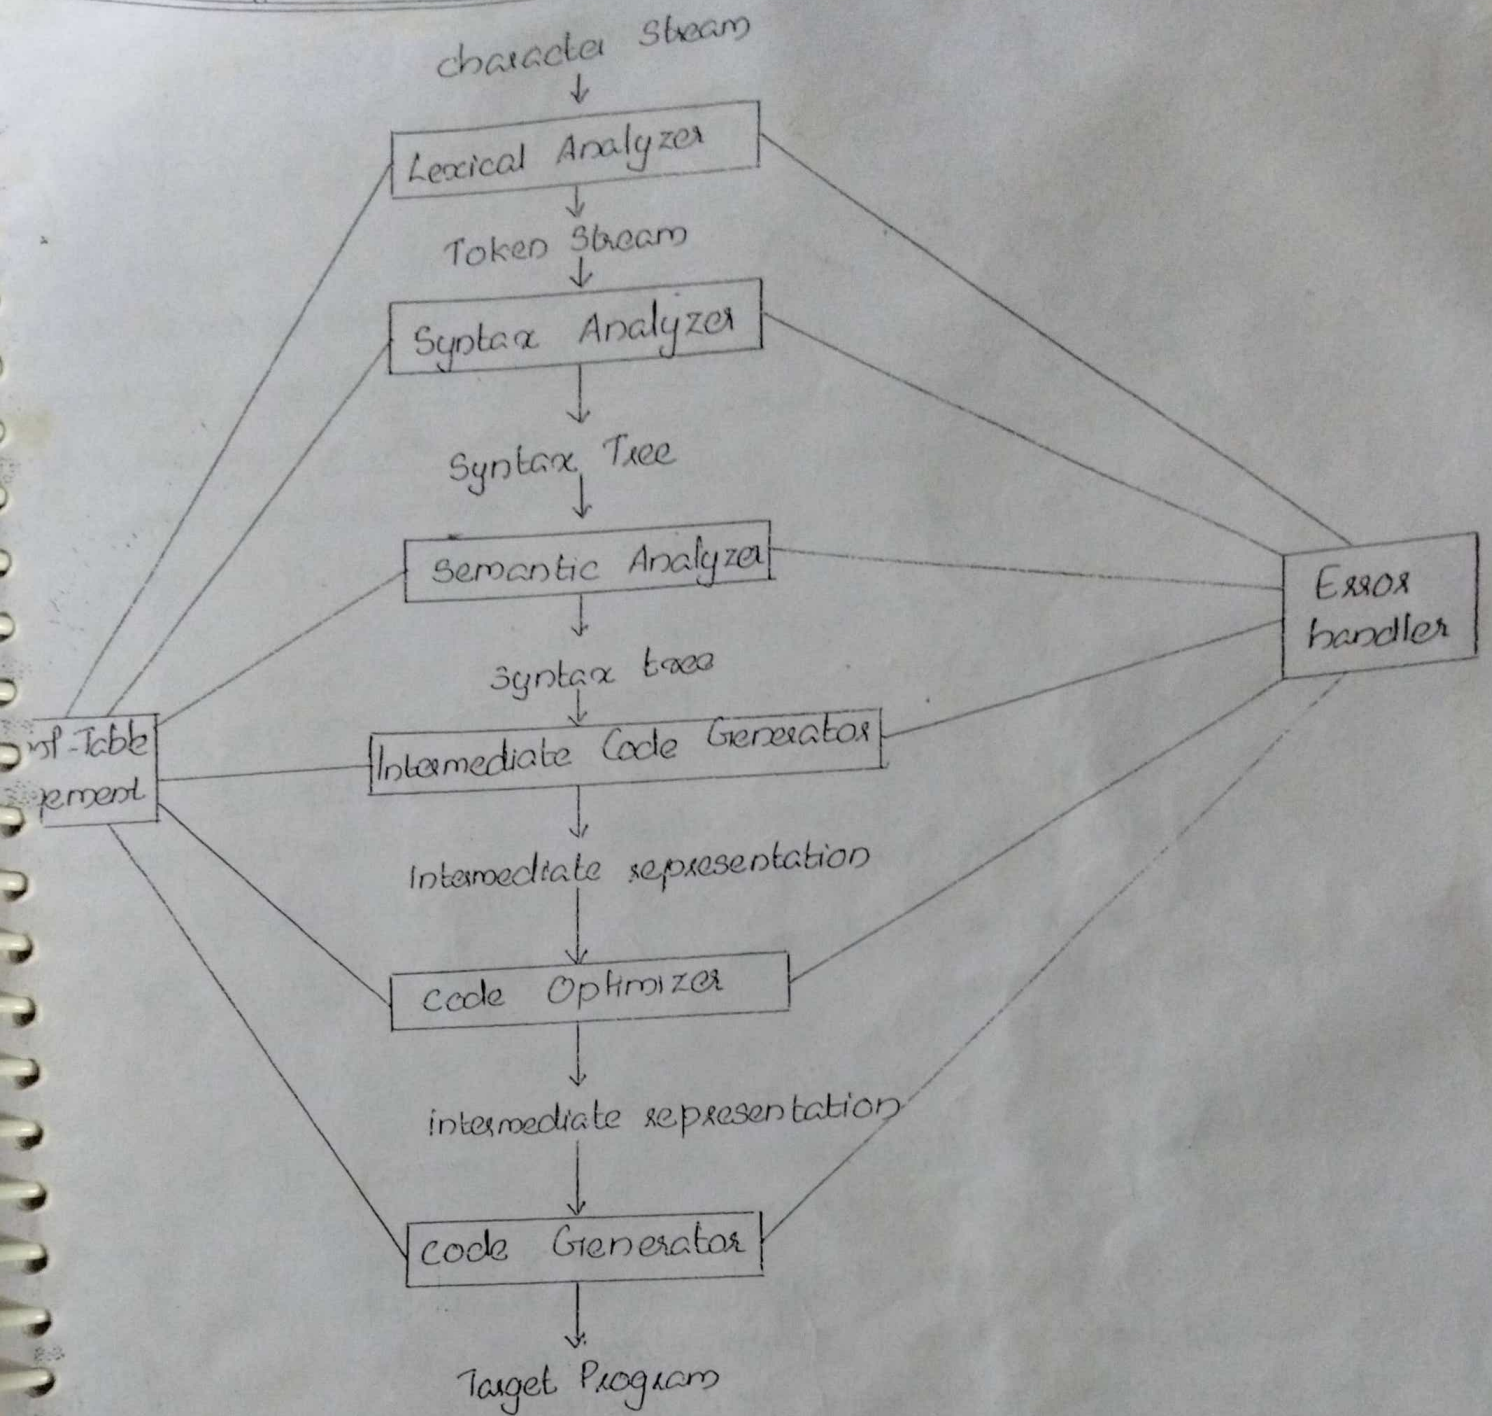 character Stream
Lexical Analyzer
Token Stream
Syntax Analyzer
Syntax Tree
Semantic Analyzer
Syntax tree
Intermediate Code Generator
Intermediate representation
Code Optimizer
intermediate representation
Code Generator
Target Program
-Table
Error
handler